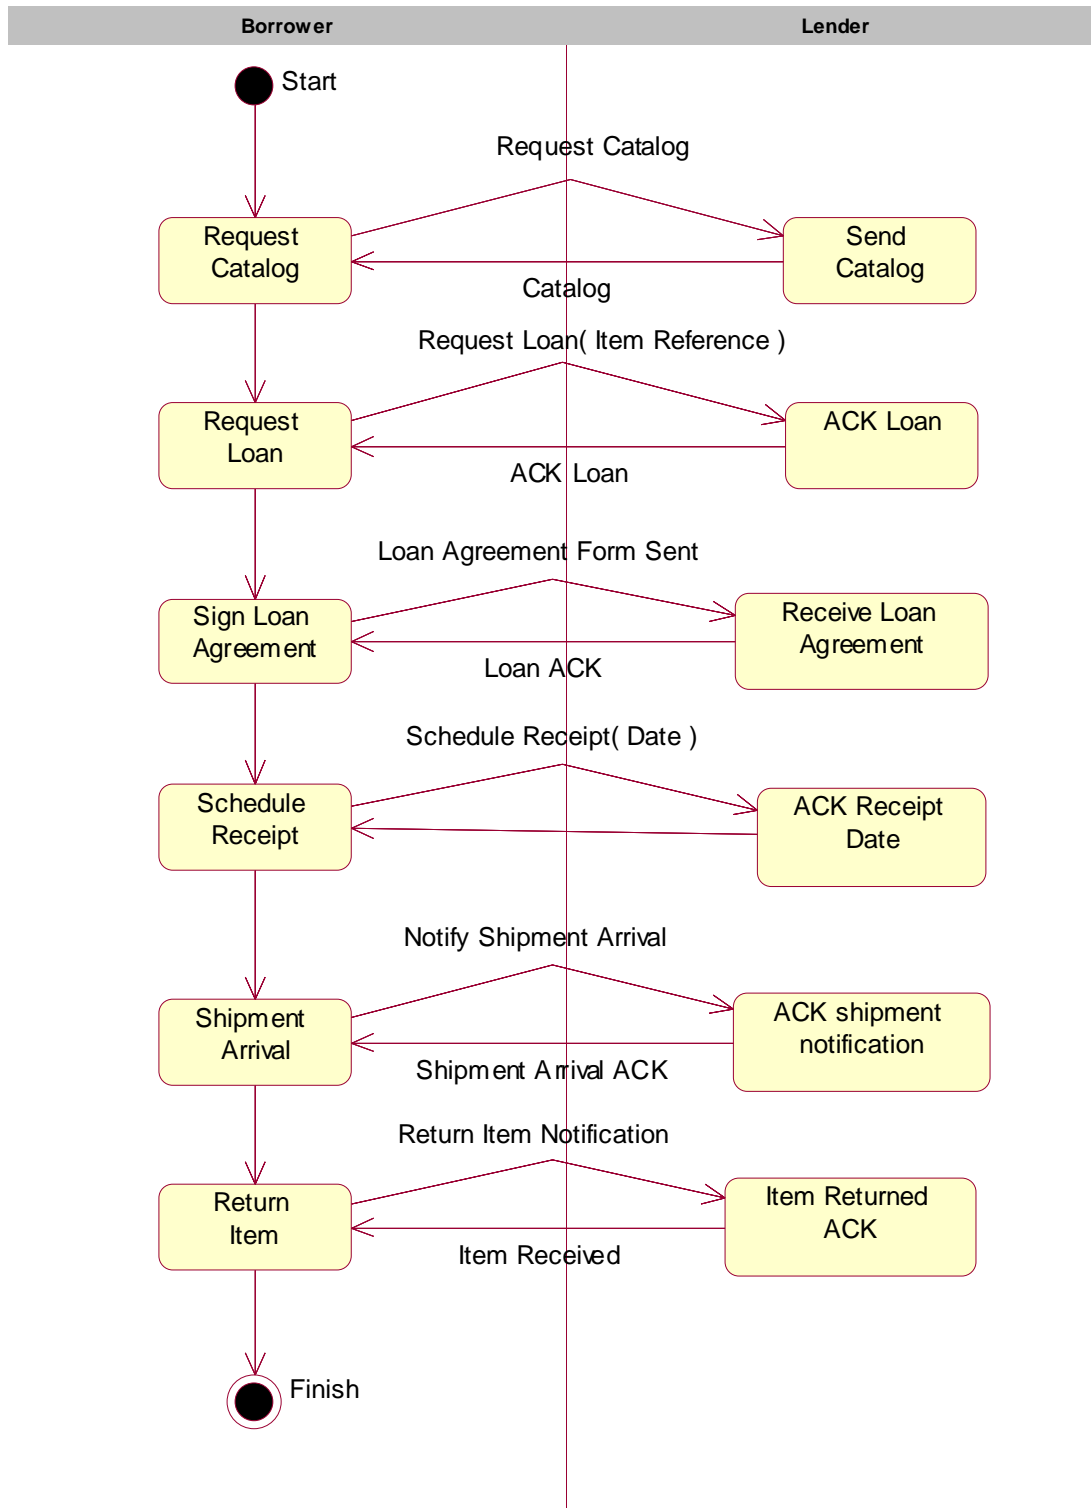 Borrower
Lender
Start
Request Catalog
Request
Catalog
Send
Catalog
Catalog
Request Loan( Item Reference )
Request
Loan
ACK Loan
ACK Loan
Loan Agreement Form Sent
Sign Loan
Agreement
Receive Loan
Agreement
Loan ACK
Schedule Receipt( Date )
Schedule
Receipt
ACK Receipt
Date
Notify Shipment Arrival
Shipment
Arrival
ACK shipment
notification
Shipment Arrival ACK
Return Item Notification
Return
Item
Item Returned
ACK
Item Received
Finish